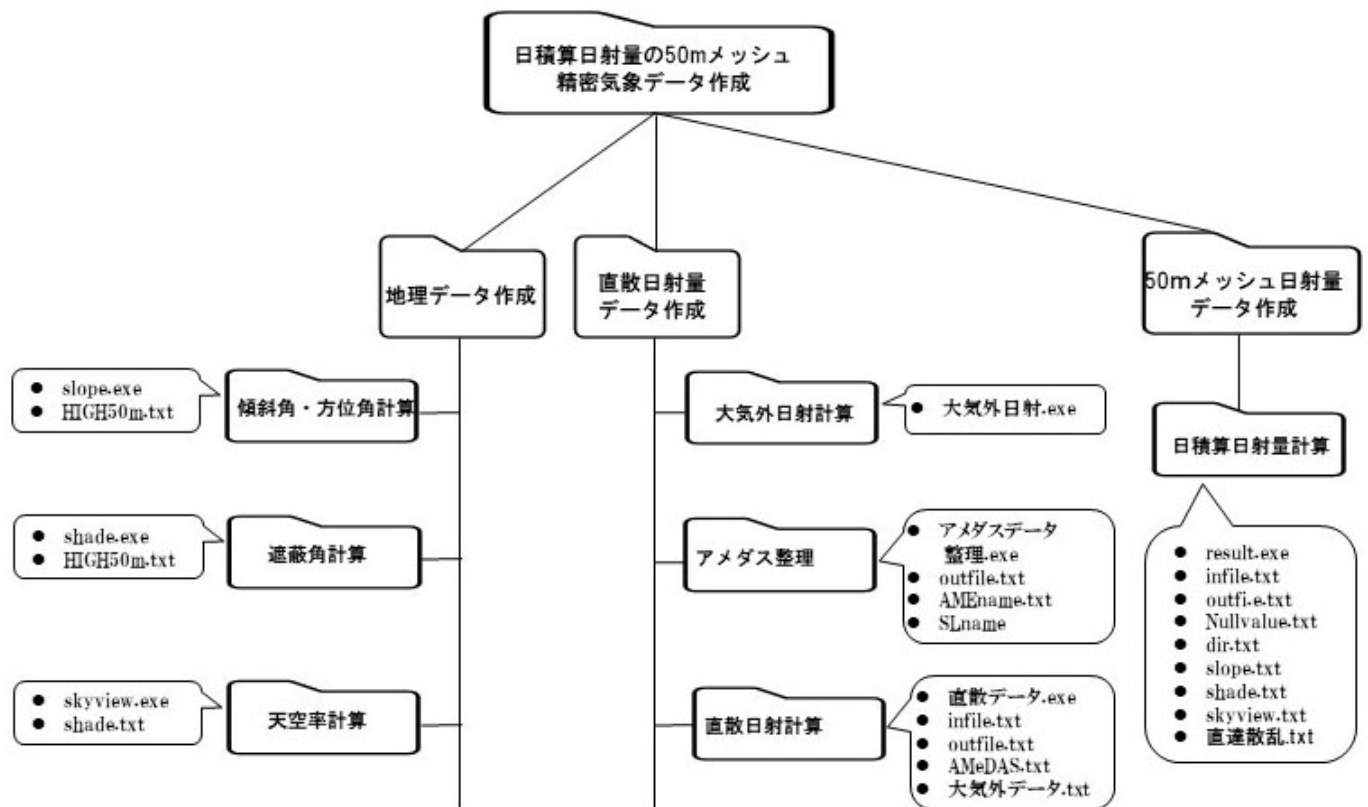 日積算日射量の50mメッシュ
精密気象データ作成
地理データ作成
直散日射量
データ作成
50mメッシュ日射量
データ作成
● slope.exe
● HIGH50m.txt
傾斜角・方位角計算
大気外日射計算
● 大気外日射.exe
日積算日射量計算
● shade.exe
● HIGH50m.txt
遮蔽角計算
アメダス整理
● アメダスデータ
整理.exe
● outfile.txt
● AMEname.txt
● SLname
● result.exe
● infile.txt
● outfi.e.txt
● Nullvalue.txt
● dir.txt
● slope.txt
● shade.txt
● skyview.txt
● 直達散乱.txt
● skyview.exe
● shade.txt
天空率計算
直散日射計算
● 直散データ.exe
● infile.txt
● outfile.txt
● AMeDAS.txt
● 大気外データ.txt